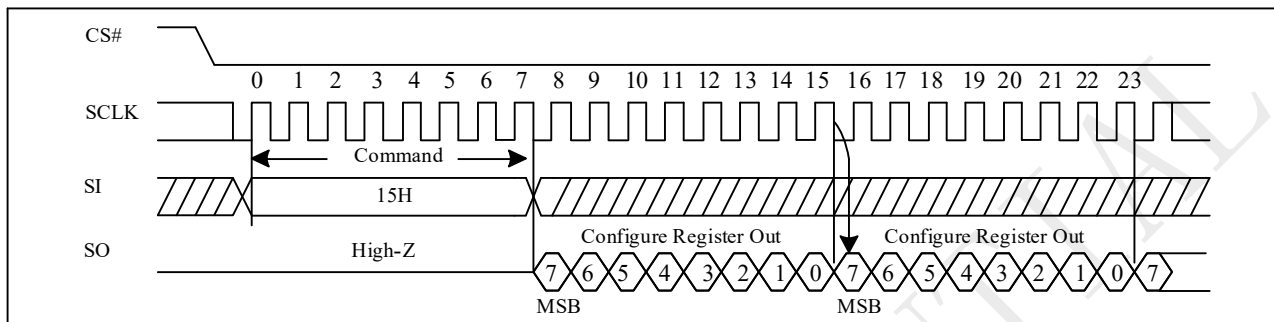 CS#
0 1 2 3 4 5 6 7 8 9 10 11 12 13 14 15 16 17 18 19 20 21 22 23
SCLK
Command
SI
15H
SO
High-Z
Configure Register Out
Configure Register Out
7 6 5 4 3 2 1 0 7 6 5 4 3 2 1 0 7
MSB
MSB